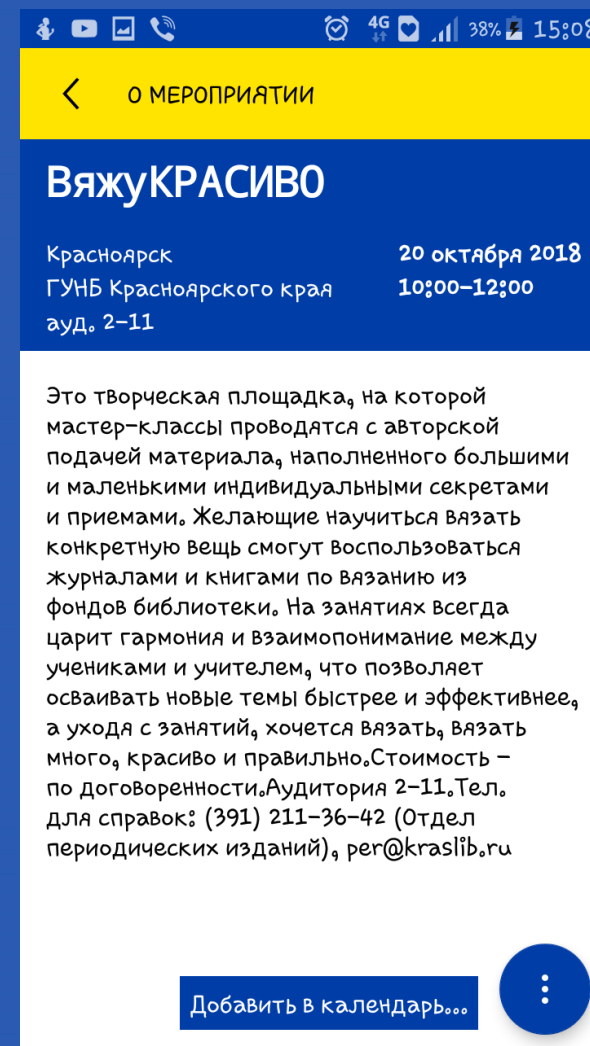 4G 38% 15:08
О МЕРОПРИЯТИИ
ВяжуКРАСИВО
Красноярск
ГУНБ Красноярского края
ауд. 2-11
20 октября 2018
10:00-12:00
Это творческая площадка, на которой
мастер-классы проводятся с авторской
подачей материала, наполненного большими
и маленькими индивидуальными секретами
и приемами. Желающие научиться вязать
конкретную вещь смогут воспользоваться
журналами и книгами по вязанию из
фондов библиотеки. На занятиях всегда
царит гармония и взаимопонимание между
учениками и учителем, что позволяет
осваивать новые темы быстрее и эффективнее,
а уходя с занятий, хочется вязать, вязать
много, красиво и правильно.Стоимость -
по договоренности.Аудитория 2-11.Тел.
для справок: (391) 211-36-42 (Отдел
периодических изданий), per@kraslib.ru
Добавить в календарь...